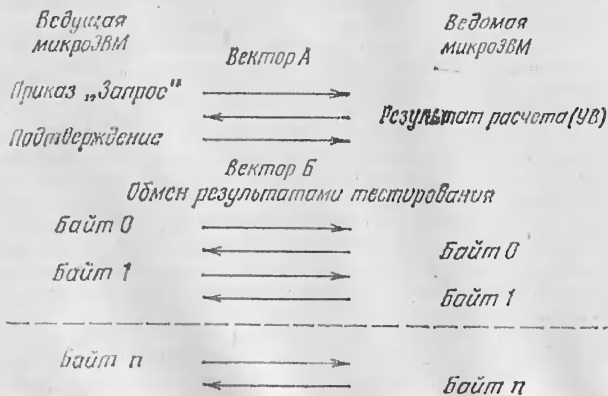 Ведущая
микроЭВМ
Ведомая
микроЭВМ
Вектор А
Приказ „Запрос"
Результат расчета (УВ)
Подтверждение
Вектор Б
Обмен результатами тестирования
Байт 0
Байт 0
Байт 1
Байт 1
Байт n
Байт n